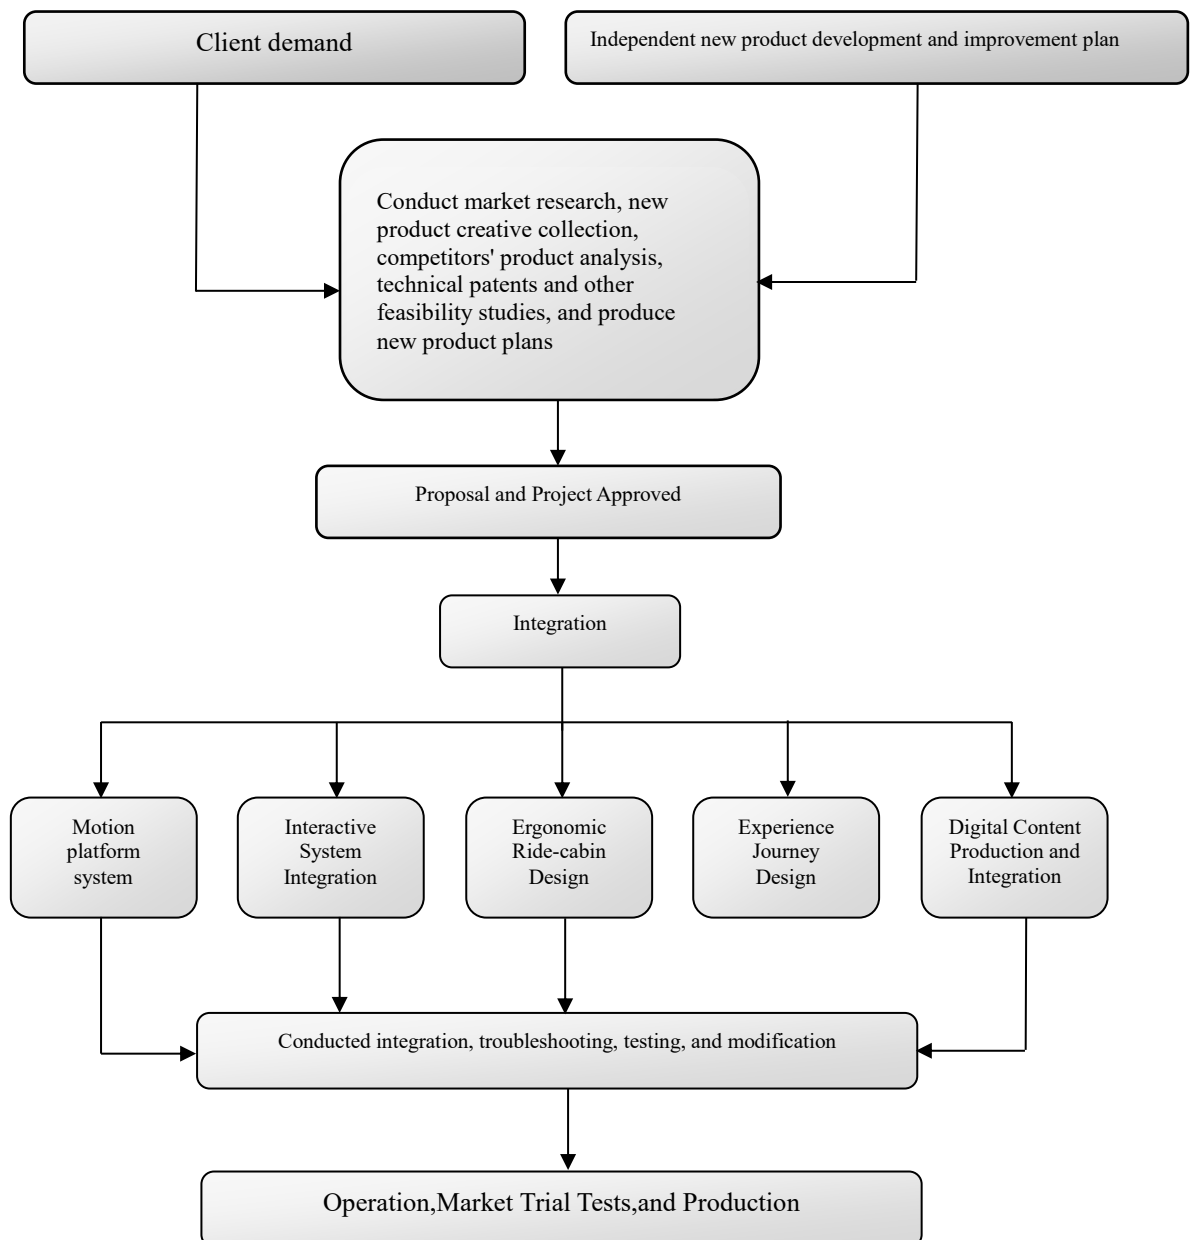 Client demand
Independent new product development and improvement plan
Conduct market research, new
product creative collection,
competitors' product analysis,
technical patents and other
feasibility studies, and produce
new product plans
Proposal and Project Approved
Integration
Motion
platform
system
Interactive
System
Integration
Ergonomic
Ride-cabin
Design
Experience
Journey
Design
Digital Content
Production and
Integration
Conducted integration, troubleshooting, testing, and modification
Operation,Market Trial Tests,and Production